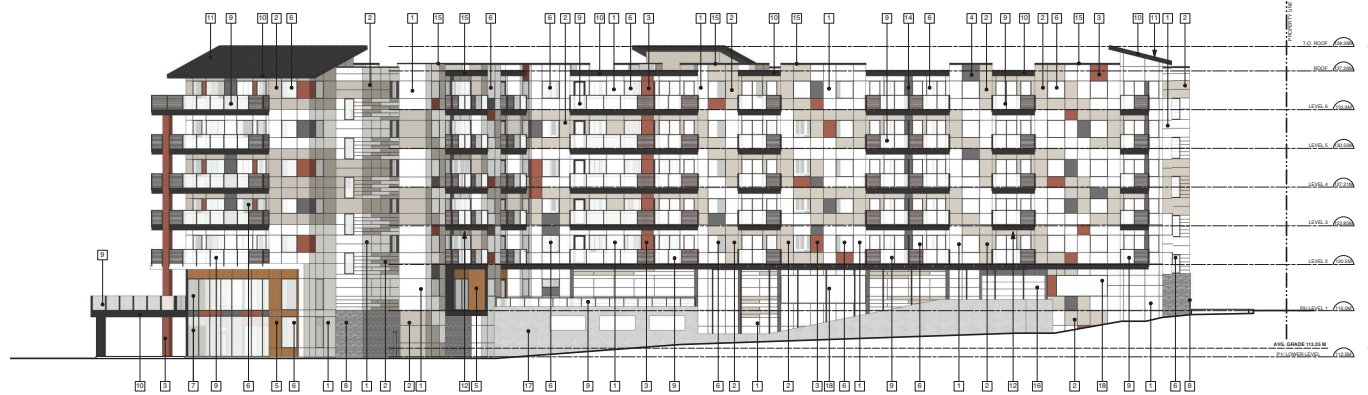 11 9 10 2 6 2 1 15 15 6 6 2 9 10 1 6 3 1 15 2 10 15 1 9 14 6 4 2 9 10 2 6 15 3 10 11 1 2
PROPERTY LINE
T.O. ROOF
ROOF
LEVEL 6
LEVEL 5
LEVEL 4 127.21M
LEVEL 3
LEVEL 2 120.5M
9
LEVEL 1
AVG. GRADE 113.25 M
P1/ LOWER LEVEL
10 3 7 9 6 5 6 1 8 1 2 2 1 12 5 17 6 9 1 3 9 6 2 1 2 3 18 6 1 9 6 1 2 12 16 2 18 9 1 6 8